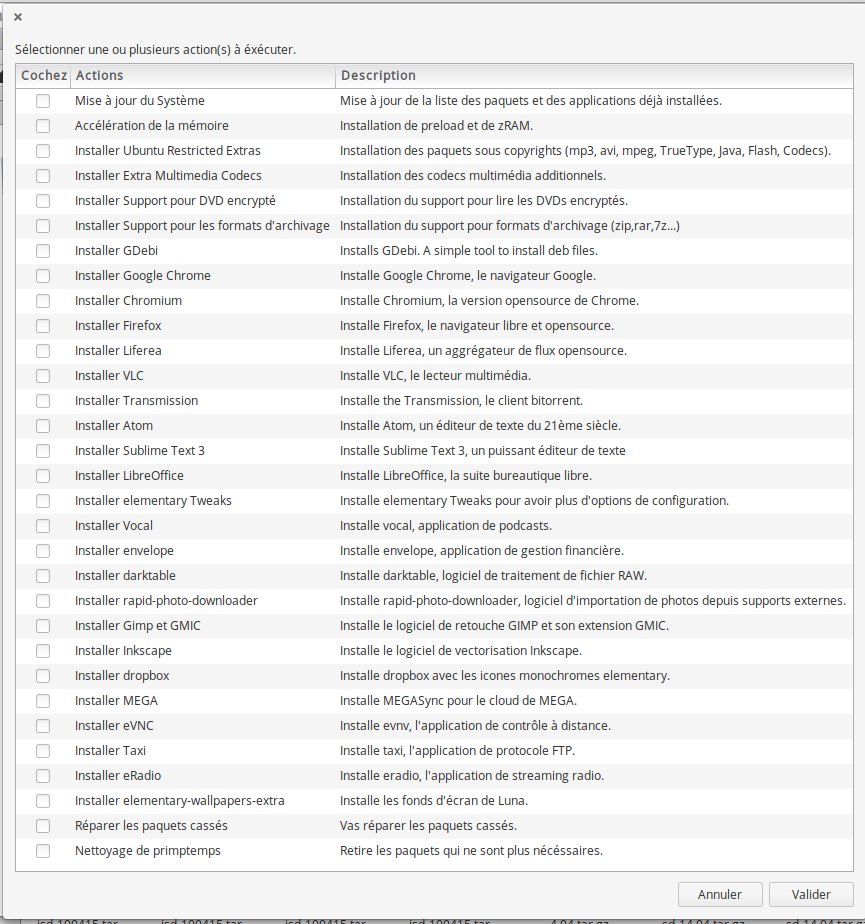 Sélectionner une ou plusieurs action(s) à éxécuter.
Cochez Actions Description
Mise à jour du Système Mise à jour de la liste des paquets et des applications déjà installées.
Accélération de la mémoire Installation de preload et de zRAM.
Installer Ubuntu Restricted Extras Installation des paquets sous copyrights (mp3, avi, mpeg, TrueType, Java, Flash, Codecs).
Installer Extra Multimedia Codecs Installation des codecs multimédia additionnels.
Installer Support pour DVD encrypté Installation du support pour lire les DVDs encryptés.
Installer Support pour les formats d'archivage Installation du support pour formats d'archivage (zip,rar,7z...)
Installer GDebi Installs GDebi. A simple tool to install deb files.
Installer Google Chrome Installe Google Chrome, le navigateur Google.
Installer Chromium Installe Chromium, la version opensource de Chrome.
Installer Firefox Installe Firefox, le navigateur libre et opensource.
Installer Liferea Installe Liferea, un aggrégateur de flux opensource.
Installer VLC Installe VLC, le lecteur multimédia.
Installer Transmission Installe the Transmission, le client bitorrent.
Installer Atom Installe Atom, un éditeur de texte du 21ème siècle.
Installer Sublime Text 3 Installe Sublime Text 3, un puissant éditeur de texte
Installer LibreOffice Installe LibreOffice, la suite bureautique libre.
Installer elementary Tweaks Installe elementary Tweaks pour avoir plus d'options de configuration.
Installer Vocal Installe vocal, application de podcasts.
Installer envelope Installe envelope, application de gestion financière.
Installer darktable Installe darktable, logiciel de traitement de fichier RAW.
Installer rapid-photo-downloader Installe rapid-photo-downloader, logiciel d'importation de photos depuis supports externes.
Installer Gimp et GMIC Installe le logiciel de retouche GIMP et son extension GMIC.
Installer Inkscape Installe le logiciel de vectorisation Inkscape.
Installer dropbox Installe dropbox avec les icones monochromes elementary.
Installer MEGA Installe MEGASync pour le cloud de MEGA.
Installer eVNC Installe evnv, l'application de contrôle à distance.
Installer Taxi Installe taxi, l'application de protocole FTP.
Installer eRadio Installe eradio, l'application de streaming radio.
Installer elementary-wallpapers-extra Installe les fonds d'écran de Luna.
Réparer les paquets cassés Vas réparer les paquets cassés.
Nettoyage de primptemps Retire les paquets qui ne sont plus nécéssaires.
Annuler Valider